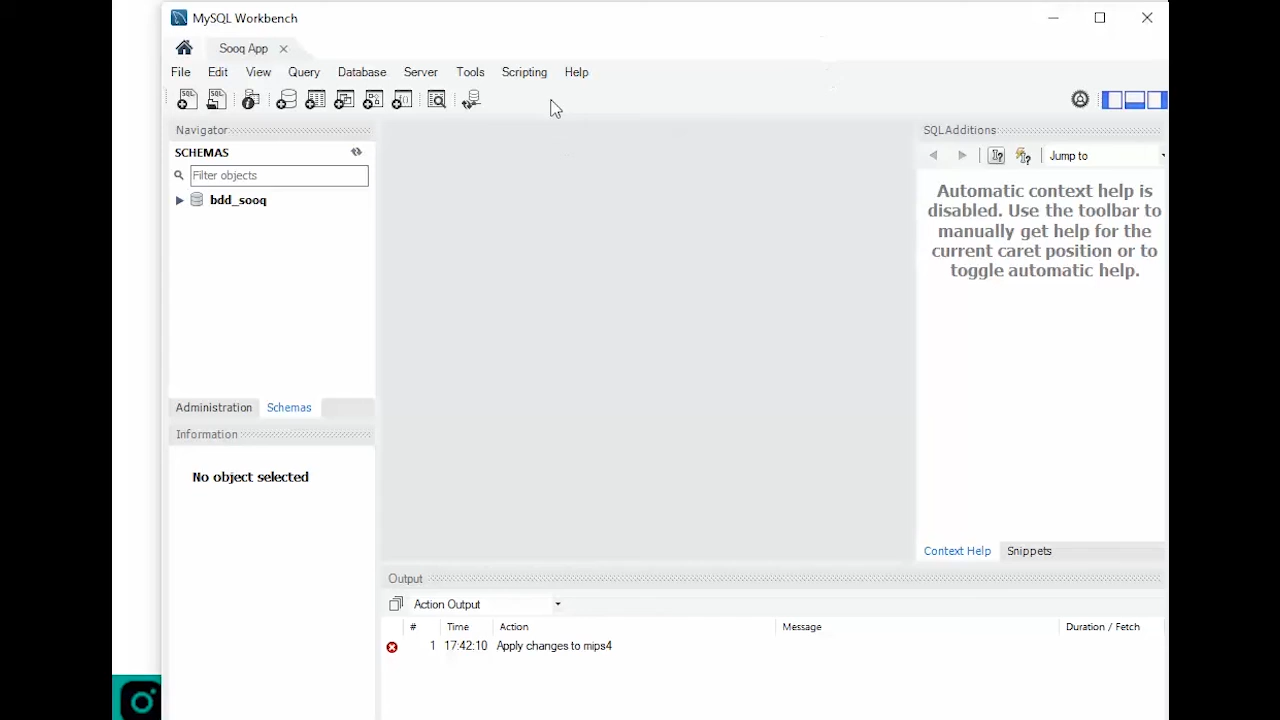 MySQL Workbench
Sooq App
File Edit View Query Database Server Tools Scripting Help
Navigator
SCHEMAS
Filter objects
bdd_sooq
Administration Schemas
Information
No object selected
SQLAdditions
Jump to
Automatic context help is
disabled. Use the toolbar to
manually get help for the
current caret position or to
toggle automatic help.
Context Help Snippets
Output
Action Output
# Time Action Message Duration / Fetch
1 17:42:10 Apply changes to mips4